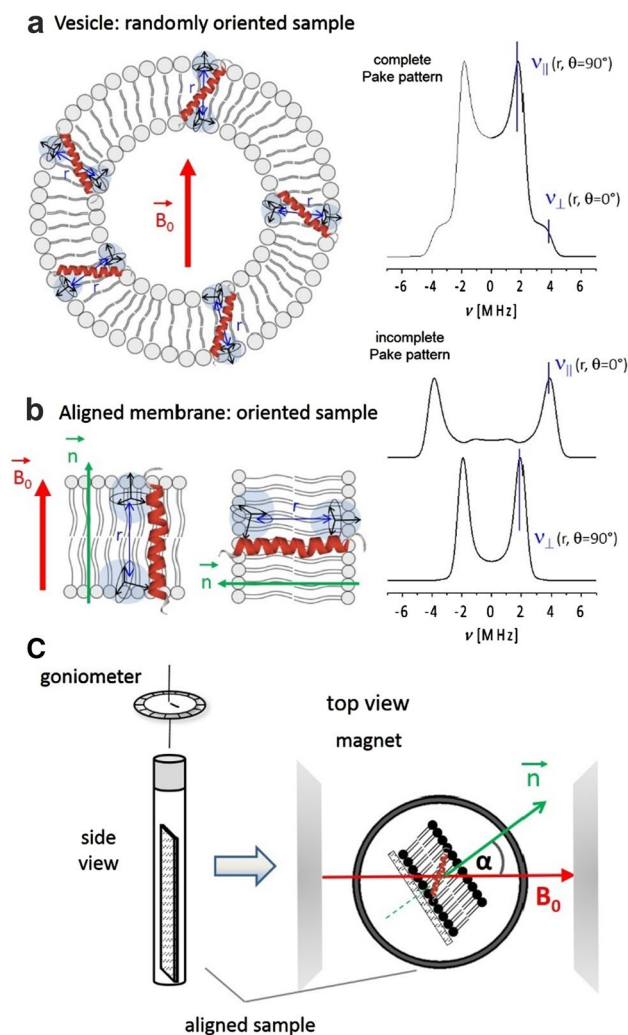 a Vesicle: randomly oriented sample
r
r
r
r
r
B₀
complete
Pake pattern
ν|| (r, θ=90°)
ν⊥ (r, θ=0°)
-6 -4 -2 0 2 4 6
ν [MHz]
b Aligned membrane: oriented sample
B₀
n
r
r
n
incomplete
Pake pattern
ν|| (r, θ=0°)
ν⊥ (r, θ=90°)
-6 -4 -2 0 2 4 6
ν [MHz]
C
goniometer
side
view
top view
magnet
n
α
B₀
aligned sample